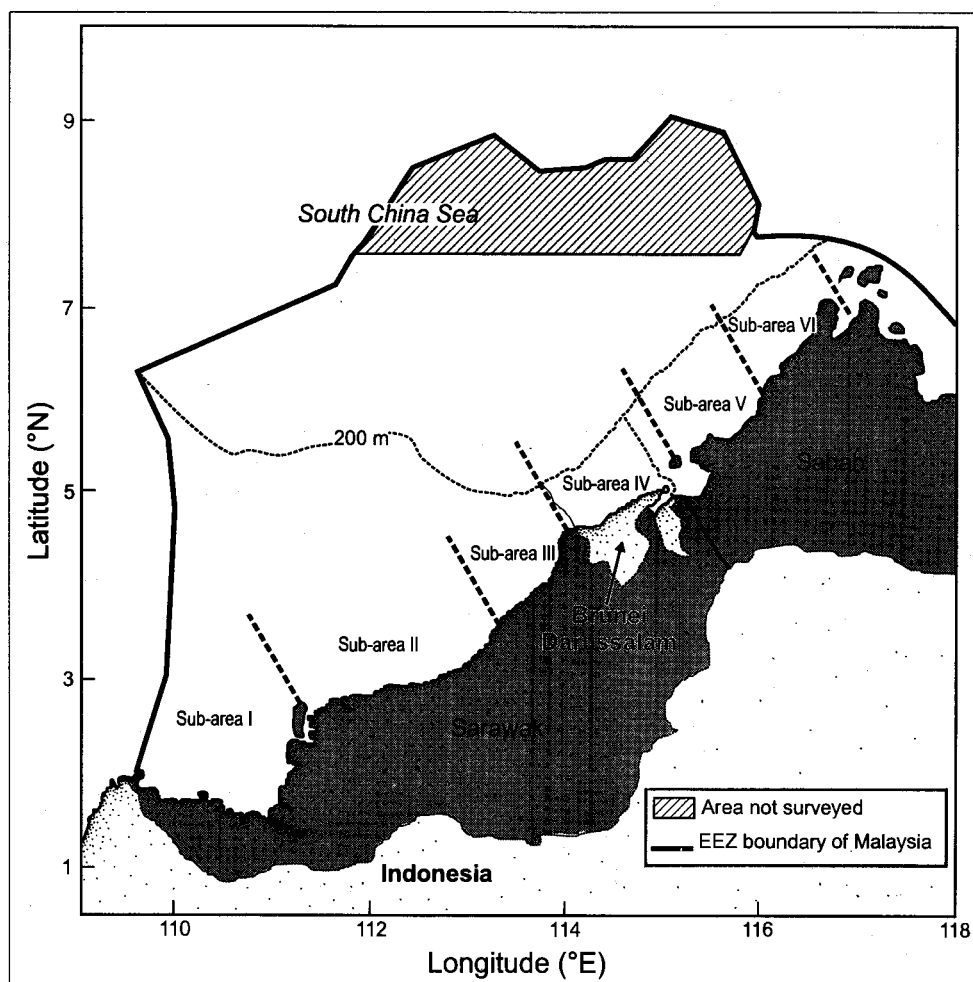 9
7
5
3
1
Latitude (°N)
South China Sea
200 m
Sub-area VI
Sub-area V
Sub-area IV
Sub-area III
Sub-area II
Sub-area I
Sabah
Brunei
Darussalam
Sarawak
Indonesia
Area not surveyed
EEZ boundary of Malaysia
110
112
114
116
118
Longitude (°E)